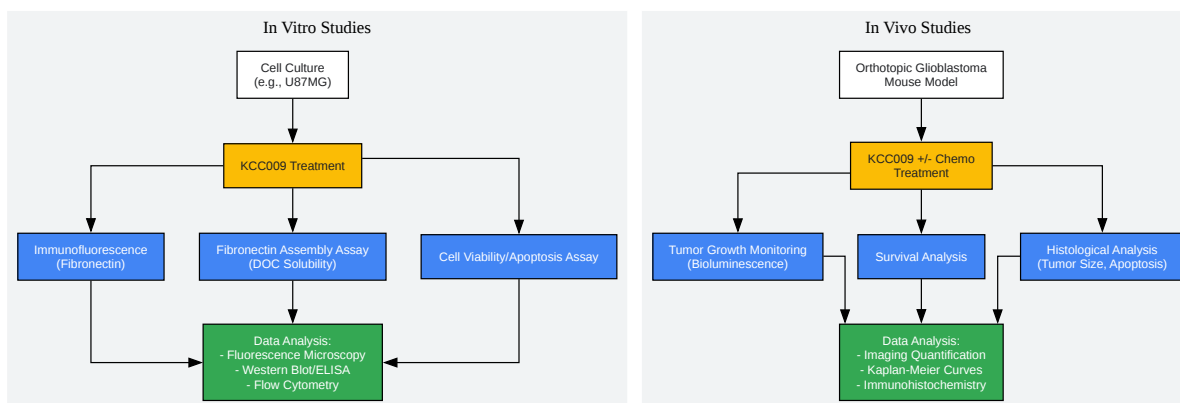 In Vitro Studies
Cell Culture
(e.g., U87MG)
KCC009 Treatment
Immunofluorescence
(Fibronectin)
Fibronectin Assembly Assay
(DOC Solubility)
Cell Viability/Apoptosis Assay
Data Analysis:
- Fluorescence Microscopy
- Western Blot/ELISA
- Flow Cytometry
In Vivo Studies
Orthotopic Glioblastoma
Mouse Model
KCC009 +/- Chemo
Treatment
Tumor Growth Monitoring
(Bioluminescence)
Survival Analysis
Histological Analysis
(Tumor Size, Apoptosis)
Data Analysis:
- Imaging Quantification
- Kaplan-Meier Curves
- Immunohistochemistry